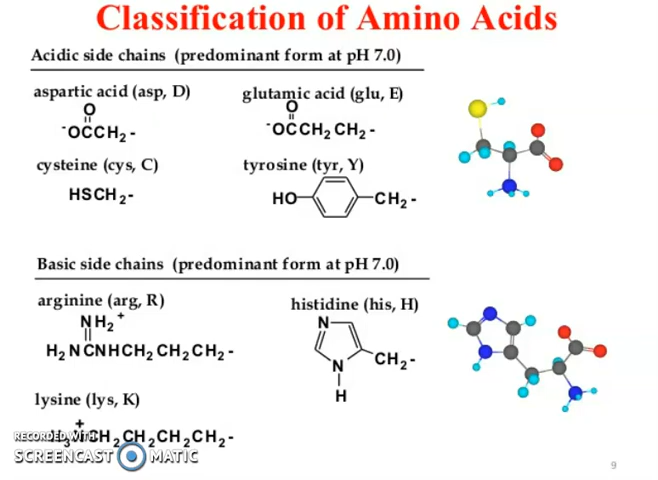 Classification of Amino Acids
Acidic side chains (predominant form at pH 7.0)
aspartic acid (asp, D)
O
-OCCH2-
glutamic acid (glu, E)
O
-OCCH2CH2-
cysteine (cys, C)
HSCH2-
tyrosine (tyr, Y)
HO
CH2-
Basic side chains (predominant form at pH 7.0)
arginine (arg, R)
NH2+
H2NCNHCH2CH2CH2-
histidine (his, H)
N
N
H
CH2-
lysine (lys, K)
+
CH2CH2CH2CH2-
RECORDED WITH
SCREENCAST MATIC
9